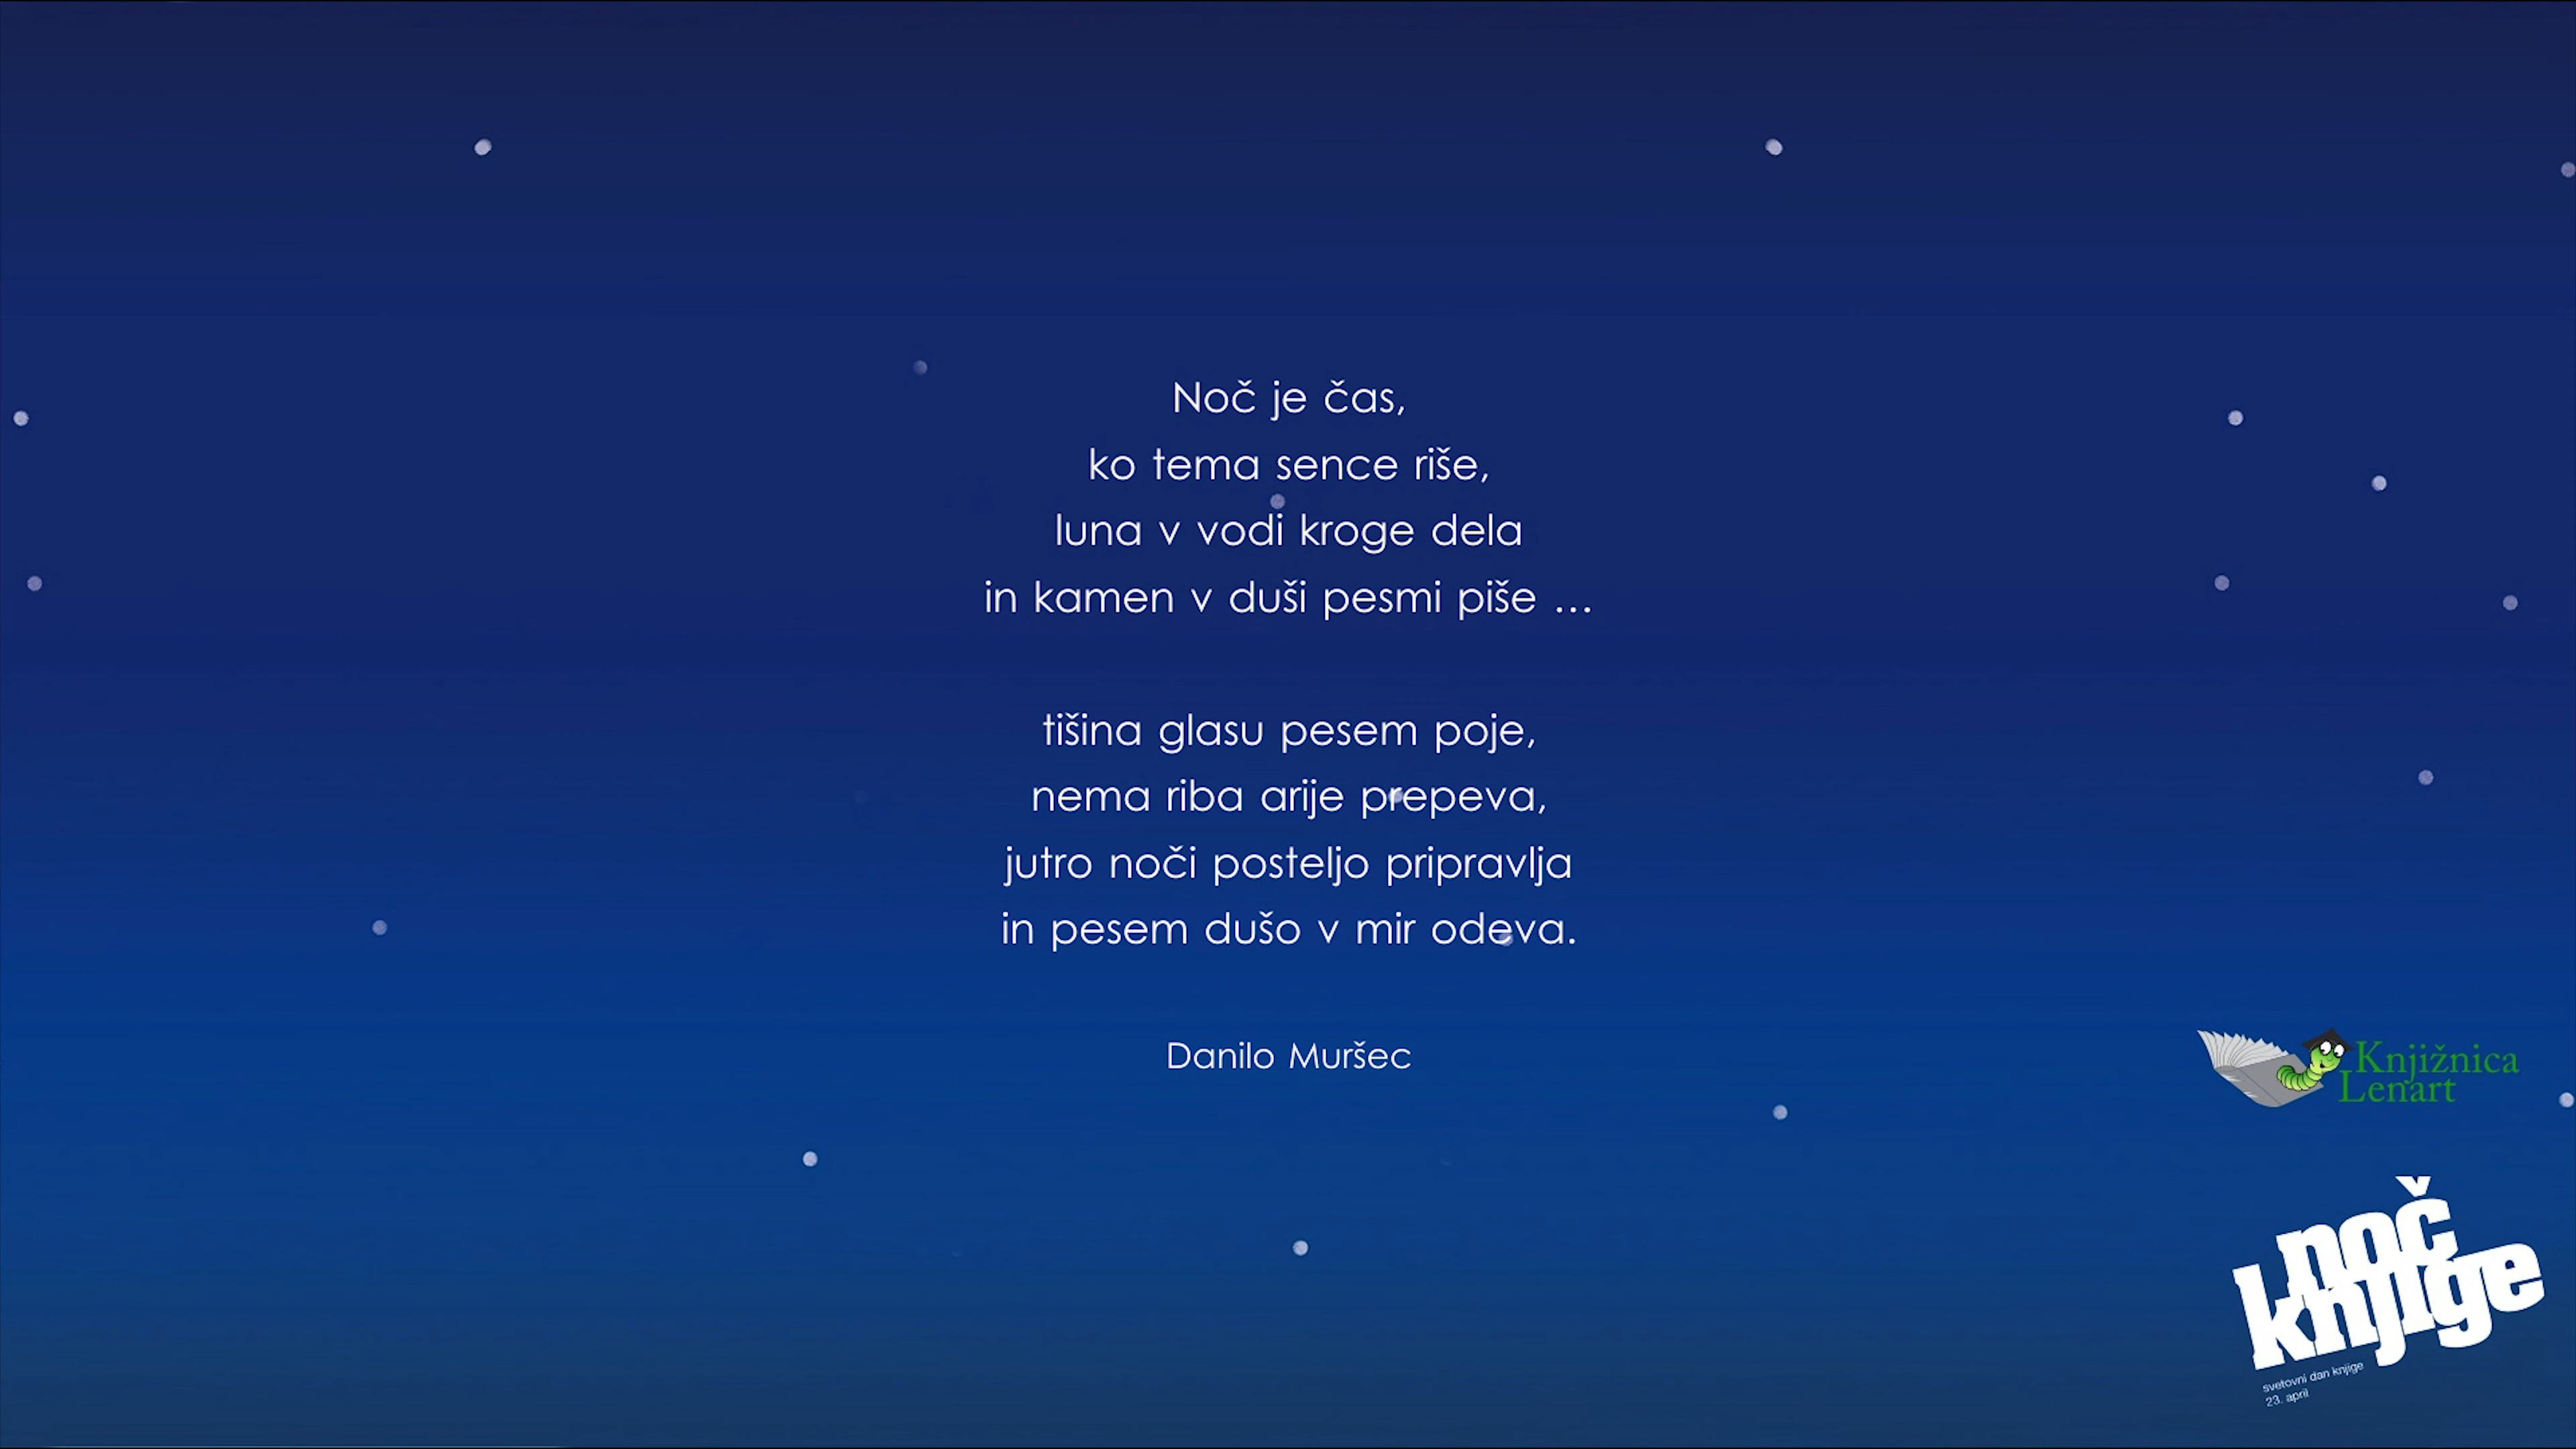 Noč je čas,
ko tema sence riše,
luna v vodi kroge dela
in kamen v duši pesmi piše ...
tišina glasu pesem poje,
nema riba arije prepeva,
jutro noči posteljo pripravlja
in pesem dušo v mir odeva.
Danilo Muršec
Knjižnica
Lenart
noč
knjige
svetovni dan knjige
23. april